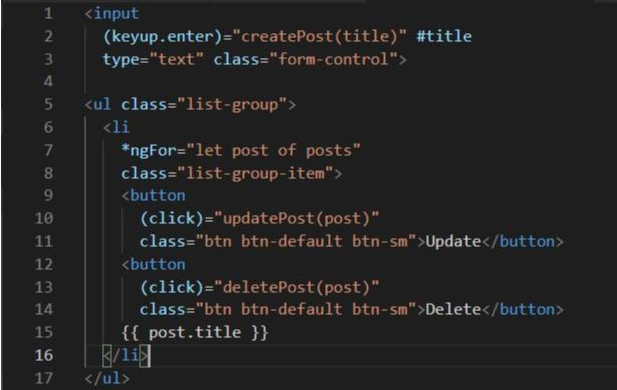 1 <input
2 (keyup.enter)="createPost(title)" #title
3 type="text" class="form-control">
4
5 <ul class="list-group">
6 <li
7 *ngFor="let post of posts"
8 class="list-group-item">
9 <button
10 (click)="updatePost(post)"
11 class="btn btn-default btn-sm">Update</button>
12 <button
13 (click)="deletePost(post)"
14 class="btn btn-default btn-sm">Delete</button>
15 {{ post.title }}
16 </li>
17 </ul>